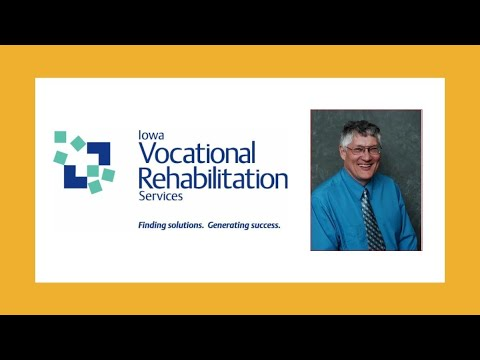 Iowa
Vocational
Rehabilitation
Services
Finding solutions. Generating success.